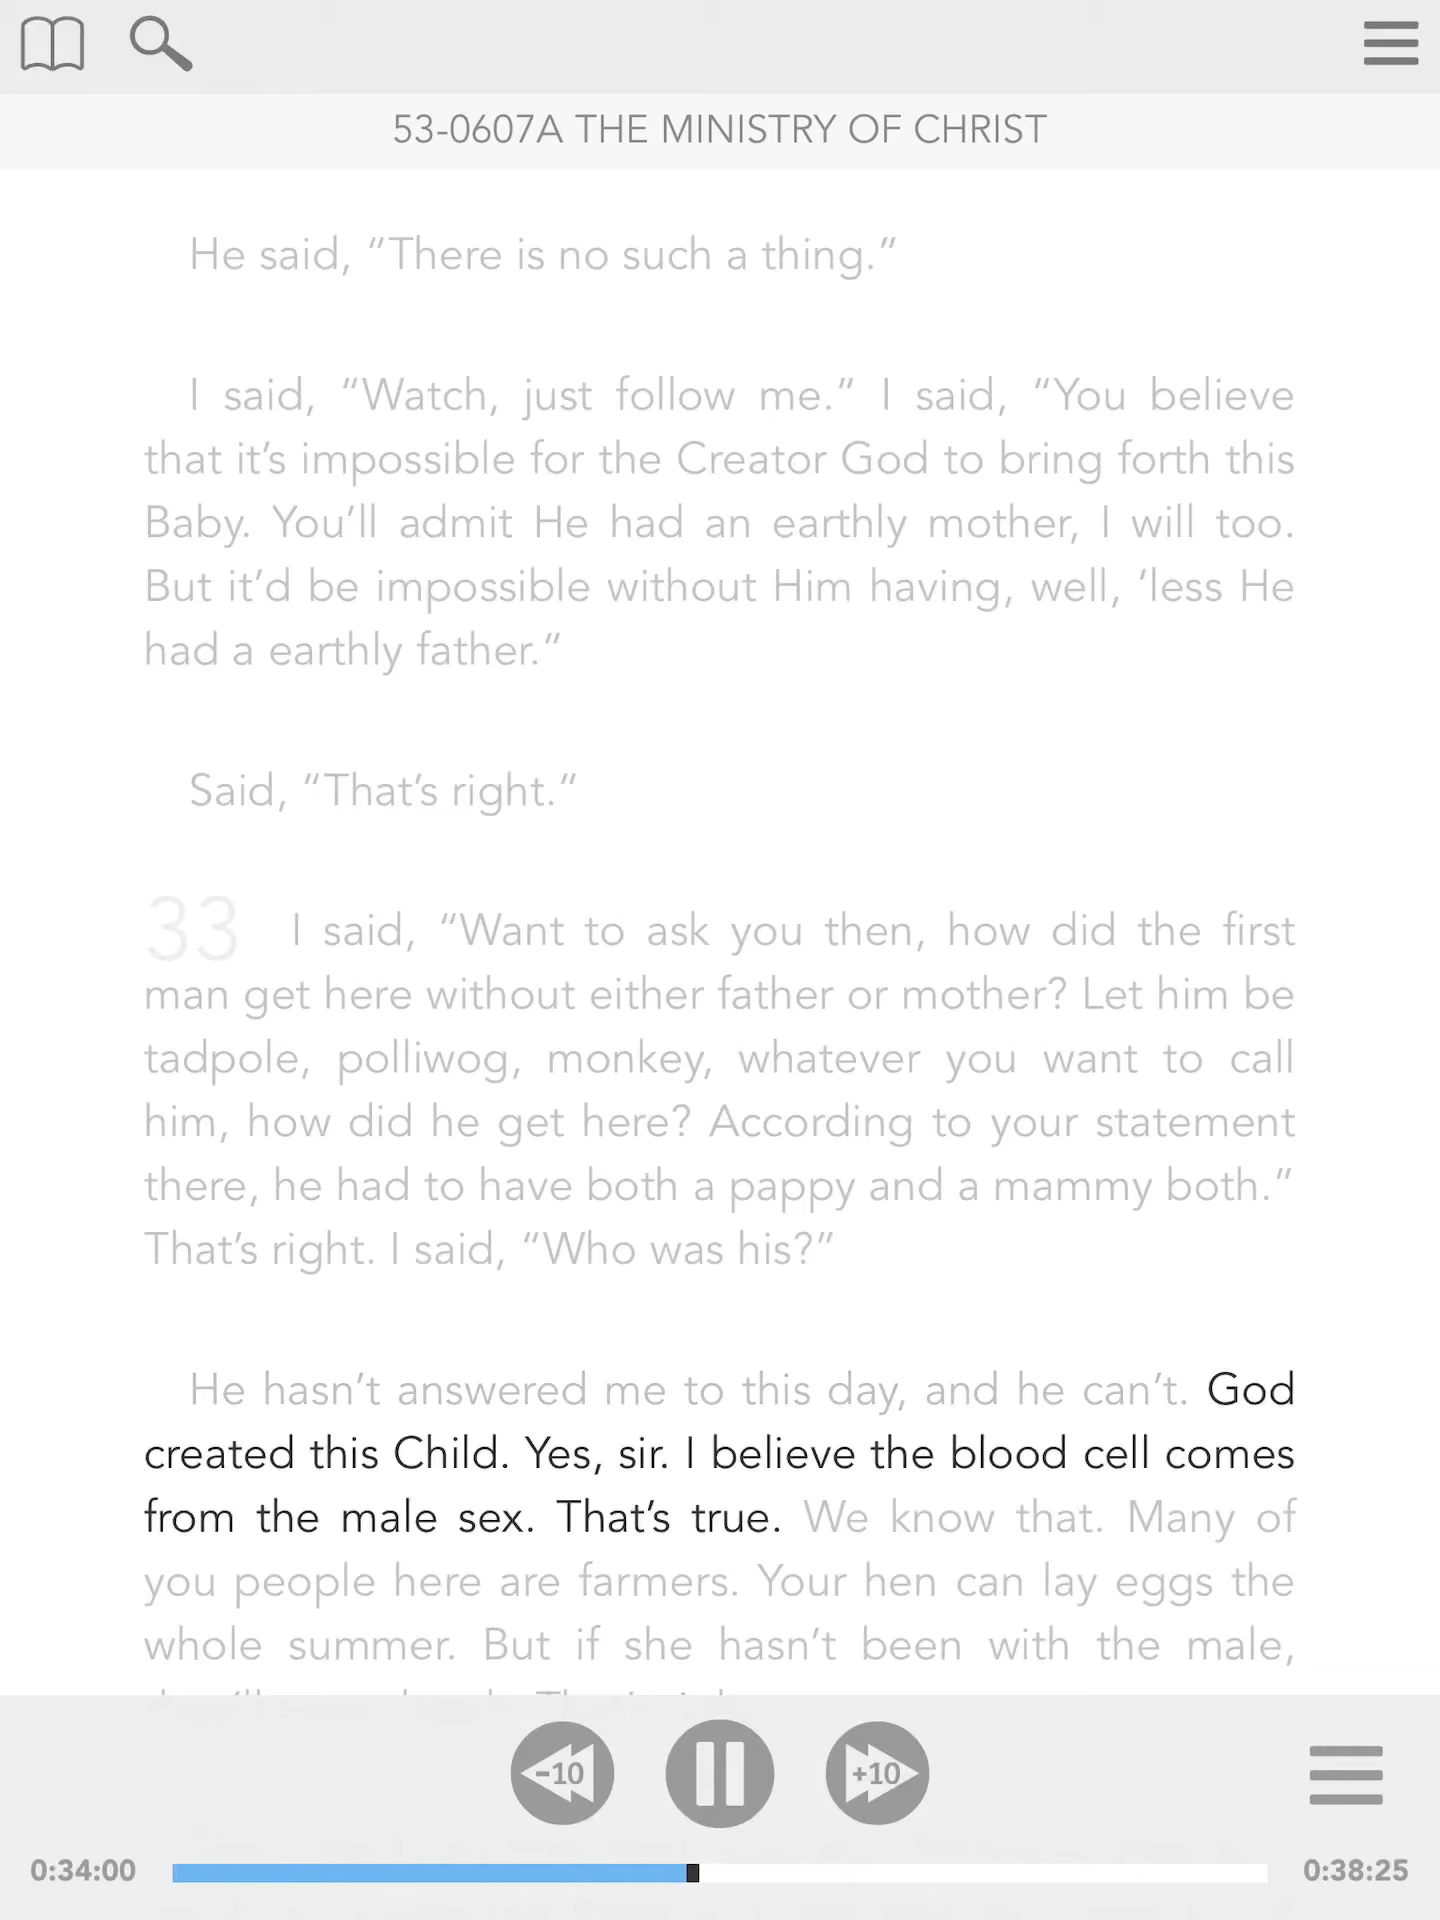 53-0607A THE MINISTRY OF CHRIST
He said, “There is no such a thing.”
I said, “Watch, just follow me.” I said, “You believe
that it’s impossible for the Creator God to bring forth this
Baby. You’ll admit He had an earthly mother, I will too.
But it’d be impossible without Him having, well, ’less He
had a earthly father.”
Said, “That’s right.“
33 I said, “Want to ask you then, how did the first
man get here without either father or mother? Let him be
tadpole, polliwog, monkey, whatever you want to call
him, how did he get here? According to your statement
there, he had to have both a pappy and a mammy both.”
That’s right. I said, “Who was his?”
He hasn’t answered me to this day, and he can’t. God
created this Child. Yes, sir. I believe the blood cell comes
from the male sex. That’s true. We know that. Many of
you people here are farmers. Your hen can lay eggs the
whole summer. But if she hasn’t been with the male,
-10 +10
0:34:00 0:38:25